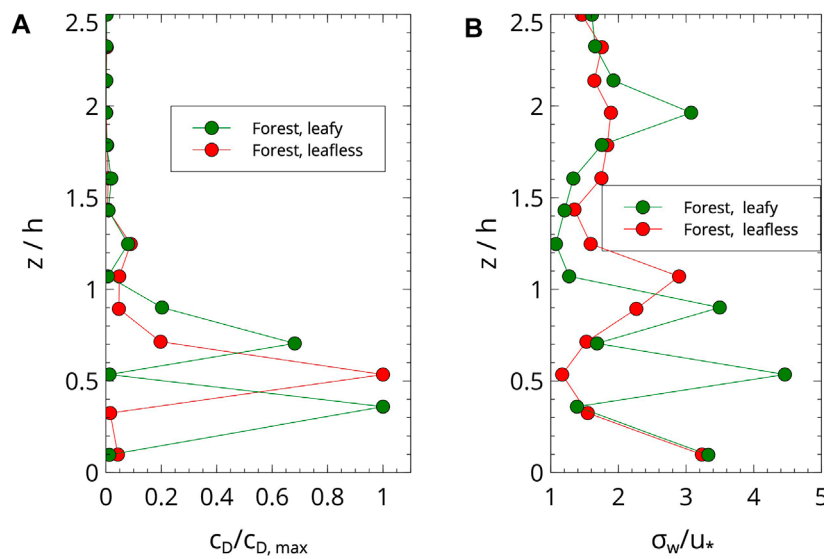 A
2.5
2
1.5
1
0.5
0
z / h
0 0.2 0.4 0.6 0.8 1
c_D/c_D, max
Forest, leafy
Forest, leafless
B
2.5
2
1.5
1
0.5
0
z / h
1 2 3 4 5
σ_w/u_*
Forest, leafy
Forest, leafless